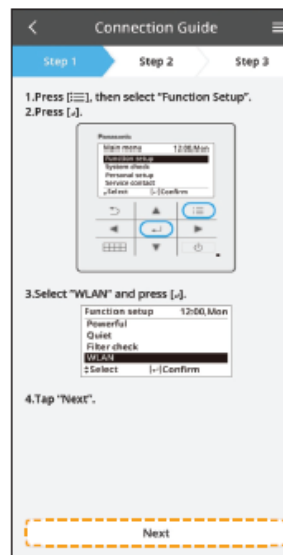 Connection Guide
Step 1 Step 2 Step 3
1.Press [≔], then select "Function Setup".
2.Press [↲].
Panasonic
Main menu 12:00,Mon
Function setup
System check
Personal setup
Service contact
Select [↲]Confirm
3.Select "WLAN" and press [↲].
Function setup 12:00,Mon
Powerful
Quiet
Filter check
WLAN
Select [↲]Confirm
4.Tap "Next".
Next